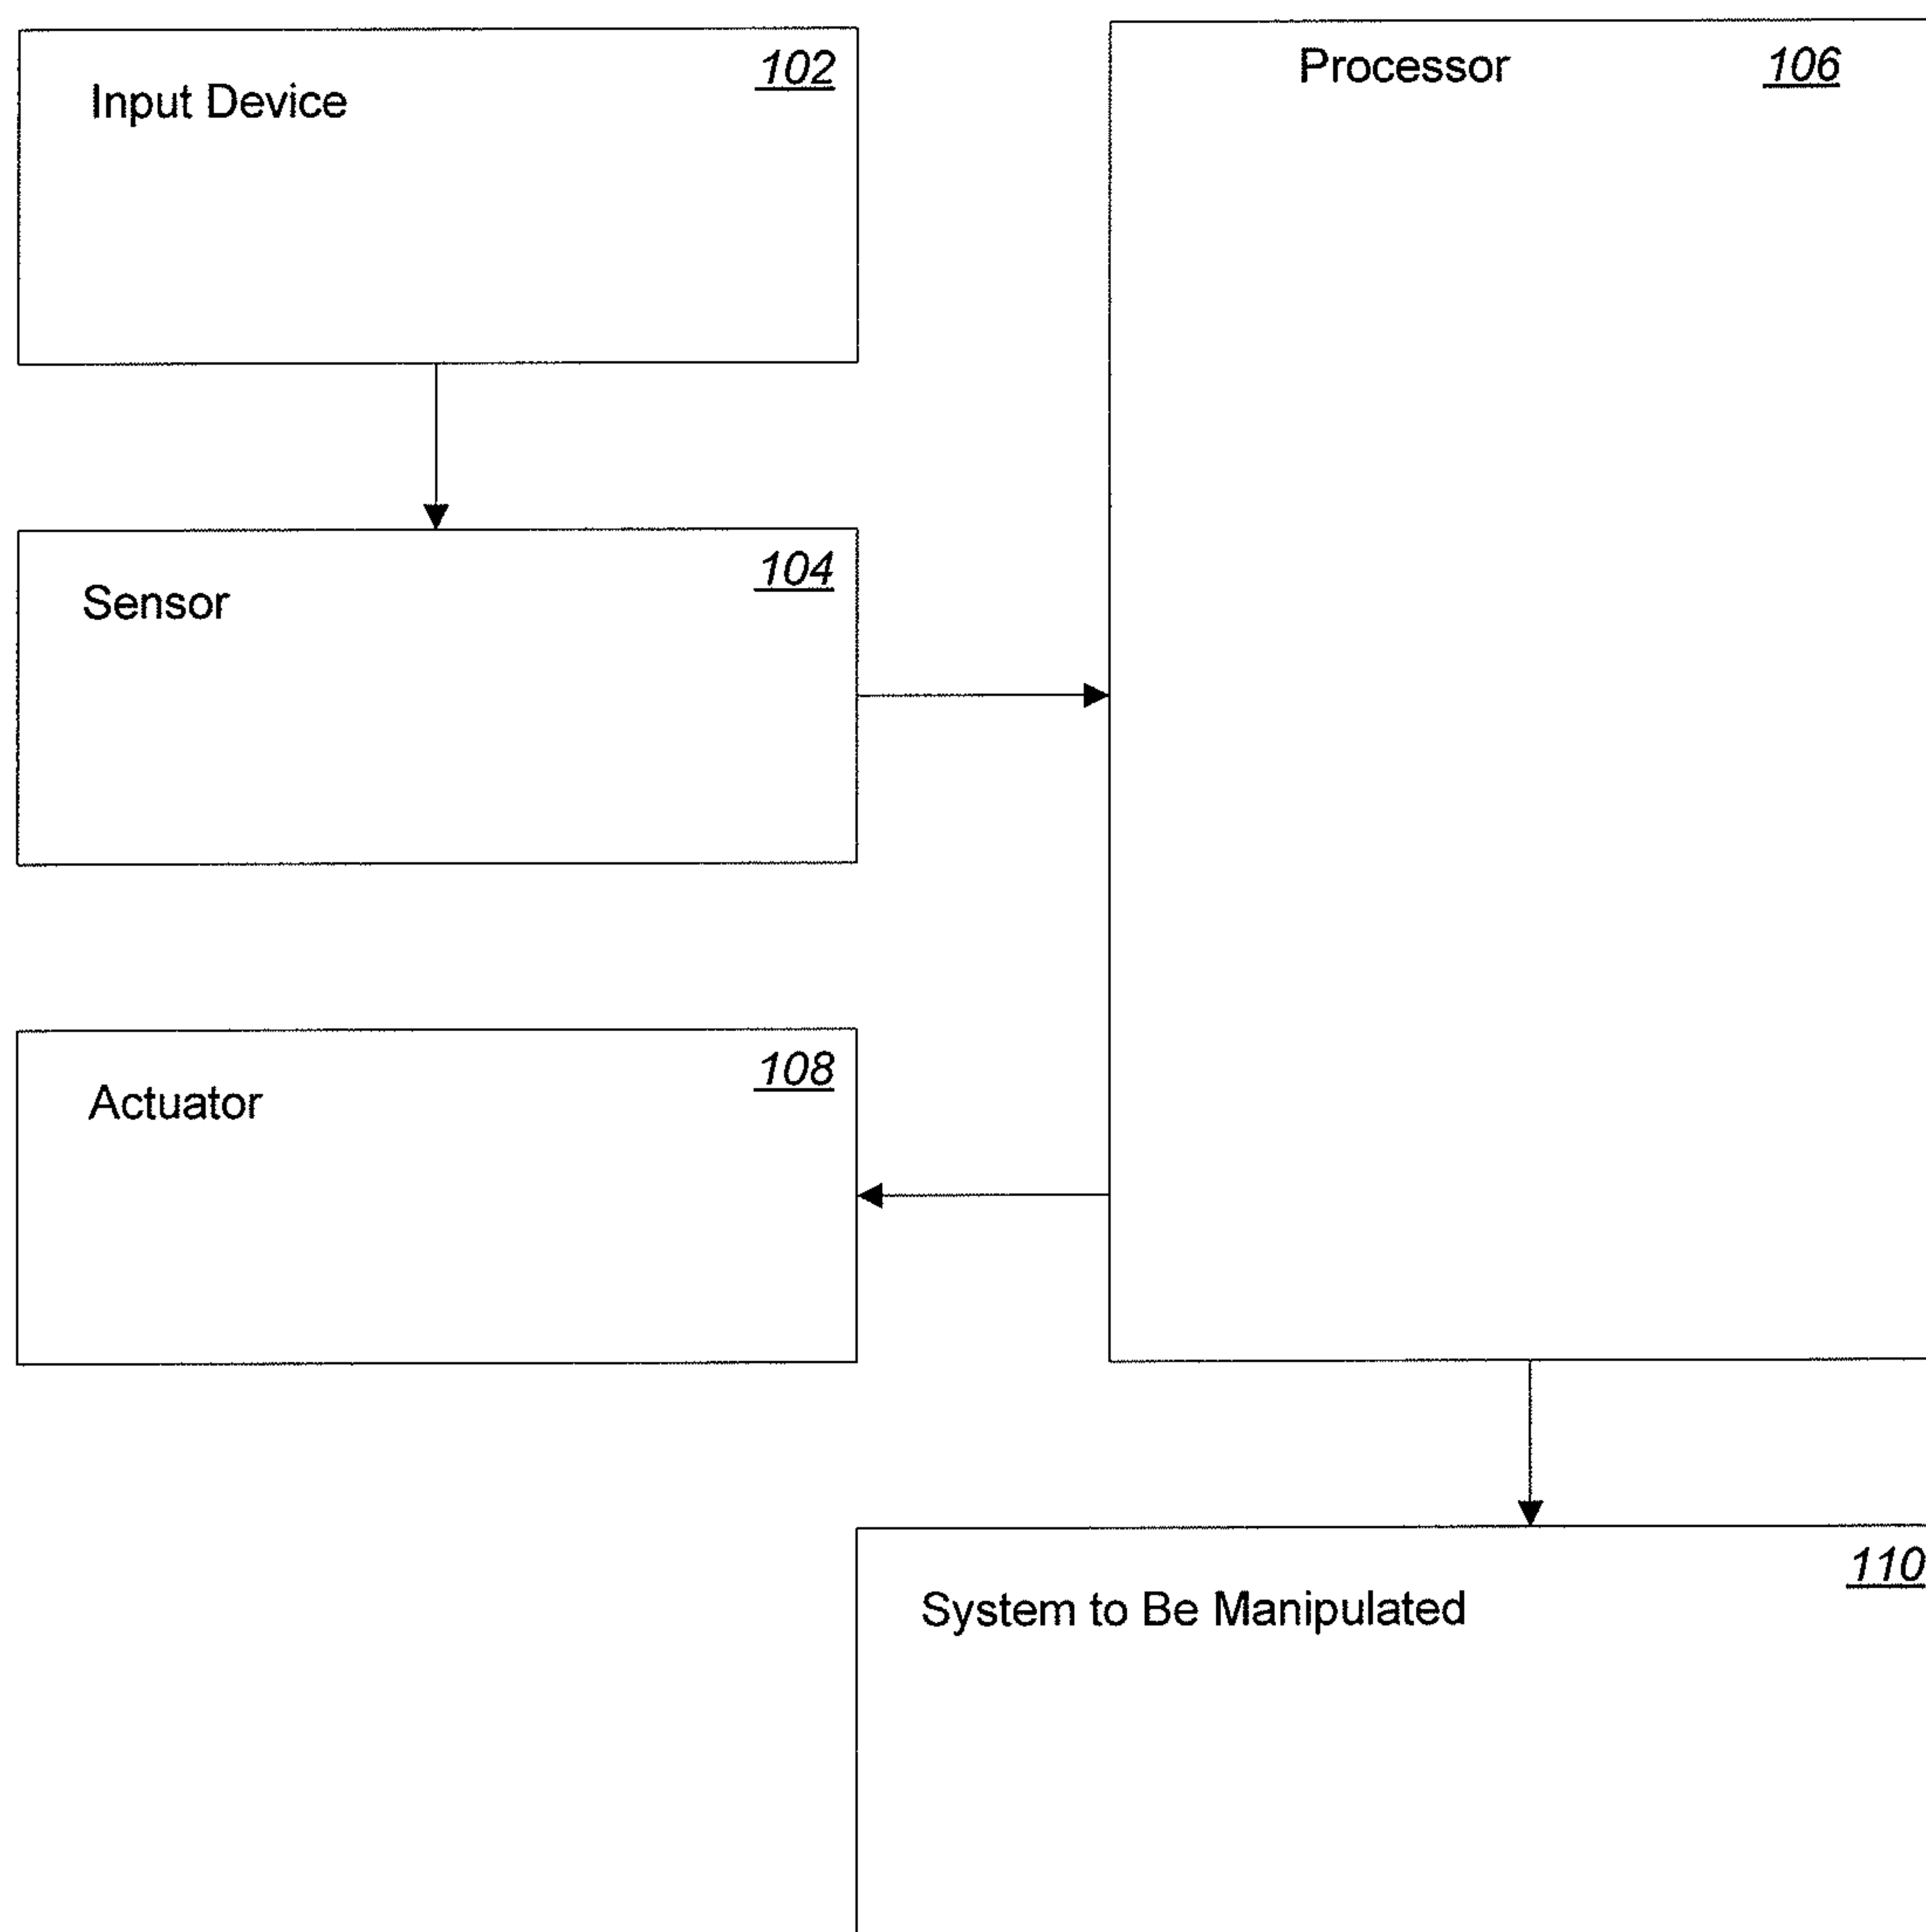 Input Device
102
Processor
106
Sensor
104
Actuator
108
System to Be Manipulated
110